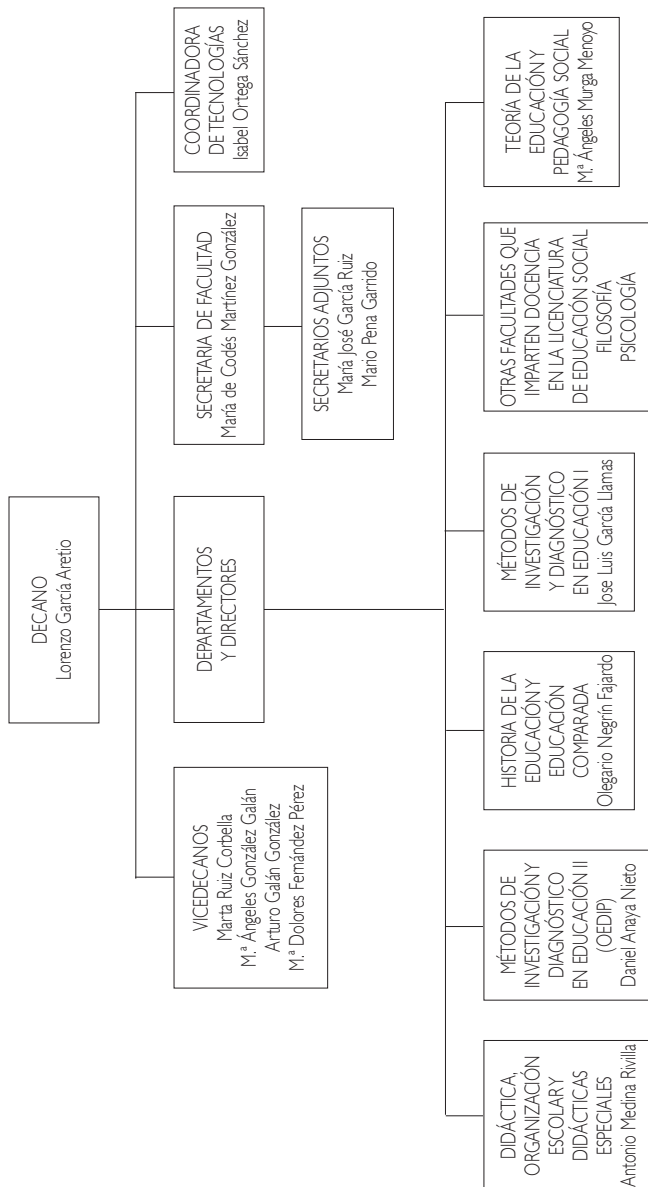 DECANO
Lorenzo García Aretio
VICEDECANOS
Marta Ruiz Corbella
M.ª Ángeles González Galán
Arturo Galán González
M.ª Dolores Fernández Pérez
DEPARTAMENTOS
Y DIRECTORES
SECRETARIA DE FACULTAD
María de Codés Martínez González
COORDINADORA
DE TECNOLOGÍAS
Isabel Ortega Sánchez
SECRETARIOS ADJUNTOS
María José García Ruiz
Mario Pena Garrido
DIDÁCTICA,
ORGANIZACIÓN
ESCOLAR Y
DIDÁCTICAS
ESPECIALES
Antonio Medina Rivilla
MÉTODOS DE
INVESTIGACIÓN Y
DIAGNÓSTICO
EN EDUCACIÓN II
(OEDIP)
Daniel Anaya Nieto
HISTORIA DE LA
EDUCACIÓN Y
EDUCACIÓN
COMPARADA
Olegario Negrín Fajardo
MÉTODOS DE
INVESTIGACIÓN
Y DIAGNÓSTICO
EN EDUCACIÓN I
Jose Luis García Llamas
OTRAS FACULTADES QUE
IMPARTEN DOCENCIA
EN LA LICENCIATURA
DE EDUCACIÓN SOCIAL
FILOSOFÍA
PSICOLOGÍA
TEORÍA DE LA
EDUCACIÓN Y
PEDAGOGÍA SOCIAL
M.ª Ángeles Murga Menoyo